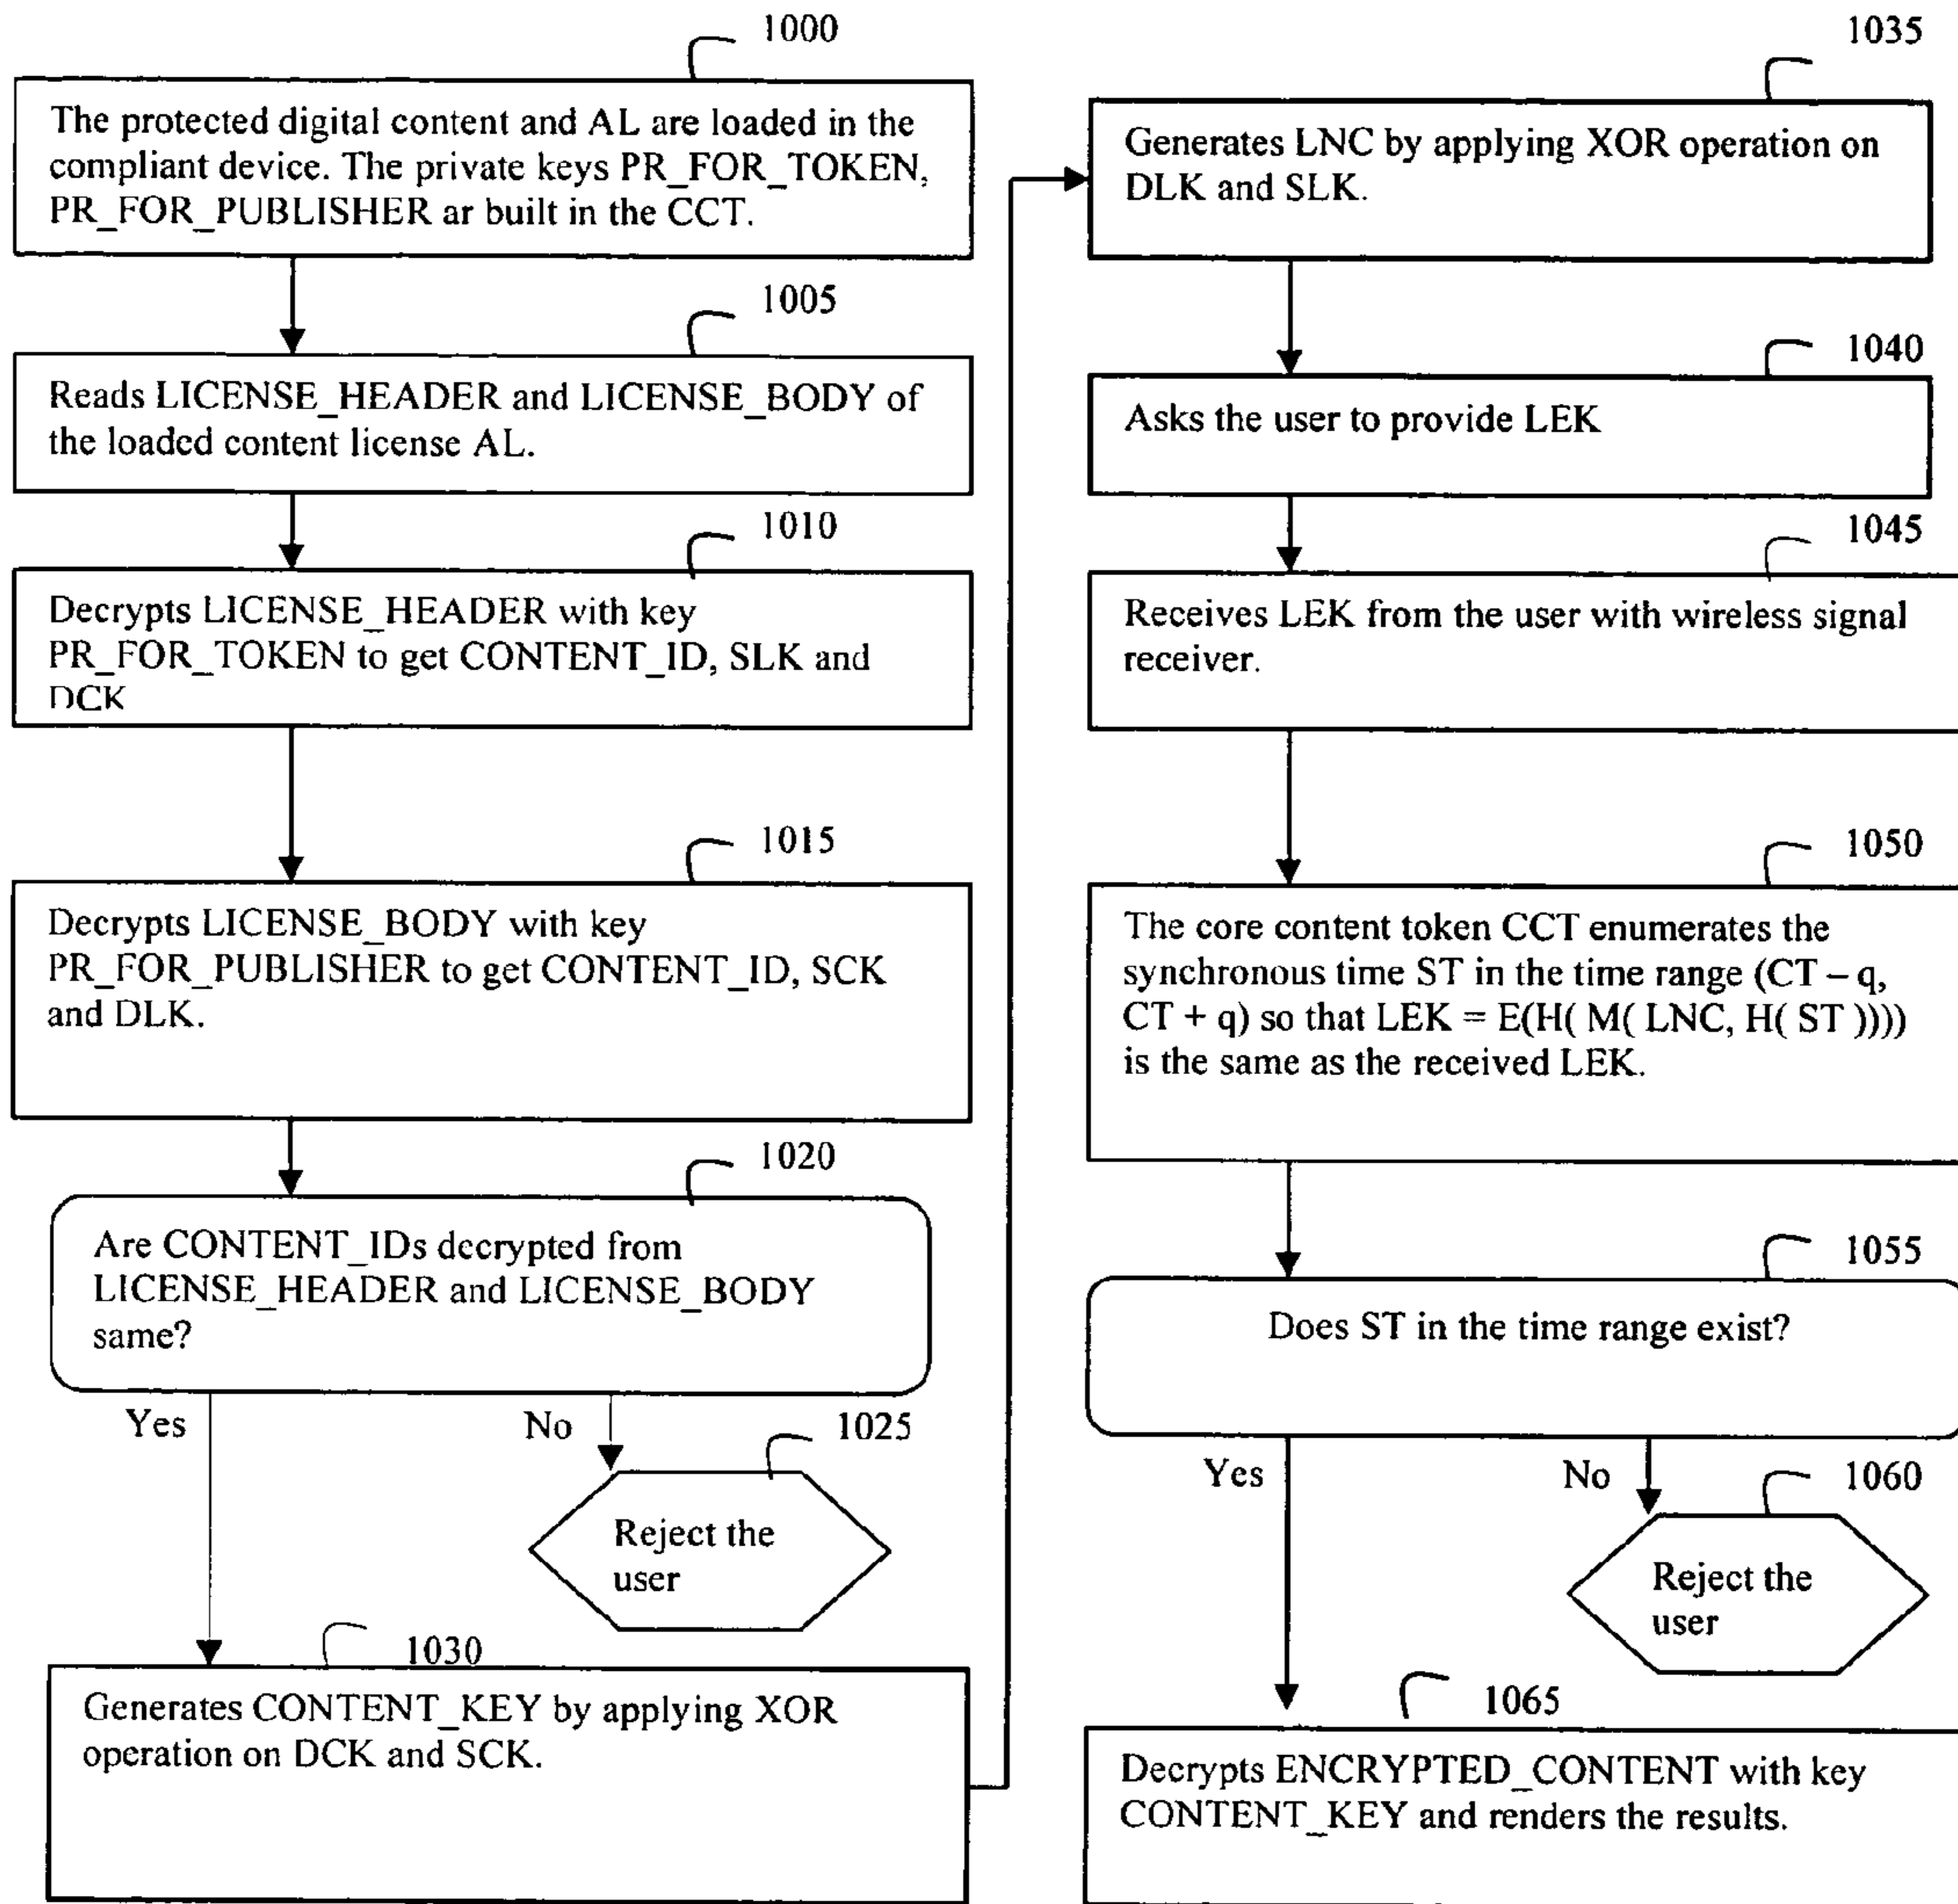 1000
The protected digital content and AL are loaded in the
compliant device. The private keys PR_FOR_TOKEN,
PR_FOR_PUBLISHER ar built in the CCT.
1005
Reads LICENSE_HEADER and LICENSE_BODY of
the loaded content license AL.
1010
Decrypts LICENSE_HEADER with key
PR_FOR_TOKEN to get CONTENT_ID, SLK and
DCK
1015
Decrypts LICENSE_BODY with key
PR_FOR_PUBLISHER to get CONTENT_ID, SCK
and DLK.
1020
Are CONTENT_IDs decrypted from
LICENSE_HEADER and LICENSE_BODY
same?
Yes
No
1025
Reject the
user
1030
Generates CONTENT_KEY by applying XOR
operation on DCK and SCK.
1035
Generates LNC by applying XOR operation on
DLK and SLK.
1040
Asks the user to provide LEK
1045
Receives LEK from the user with wireless signal
receiver.
1050
The core content token CCT enumerates the
synchronous time ST in the time range (CT – q,
CT + q) so that LEK = E(H( M( LNC, H( ST ))))
is the same as the received LEK.
1055
Does ST in the time range exist?
Yes
No
1060
Reject the
user
1065
Decrypts ENCRYPTED_CONTENT with key
CONTENT_KEY and renders the results.